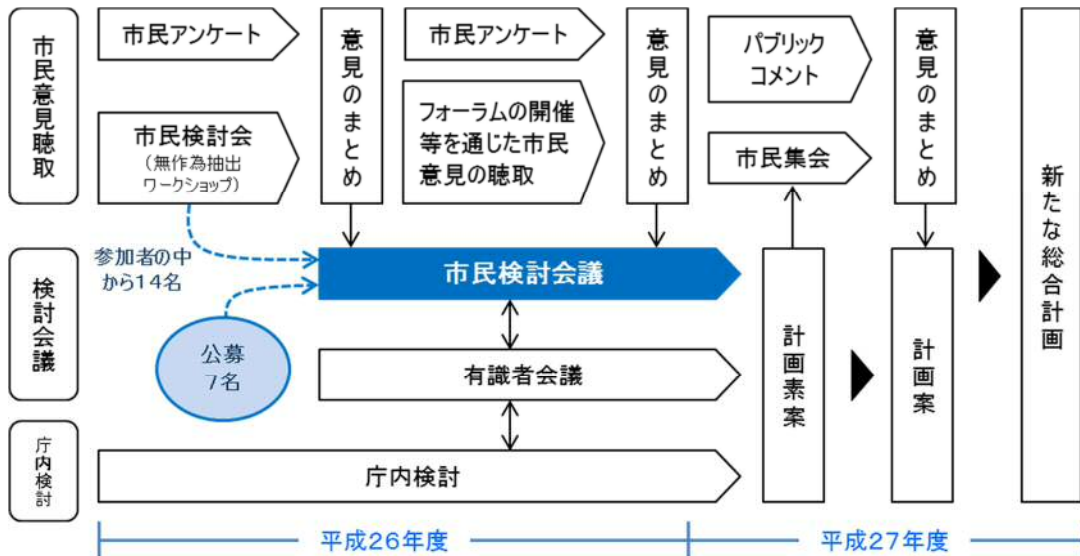 市民意見聴取
市民アンケート
市民検討会
(無作為抽出
ワークショップ)
意見のまとめ
市民アンケート
フォーラムの開催
等を通じた市民
意見の聴取
意見のまとめ
パブリック
コメント
市民集会
意見のまとめ
新たな総合計画
検討会議
参加者の中
から14名
公募
7名
市民検討会議
有識者会議
計画素案
計画案
庁内検討
庁内検討
平成26年度
平成27年度